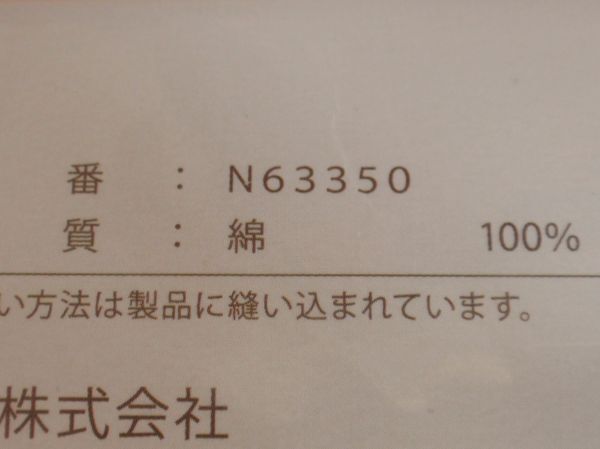 番 : N63350
質 : 綿 100%
い方法は製品に縫い込まれています。
株式会社